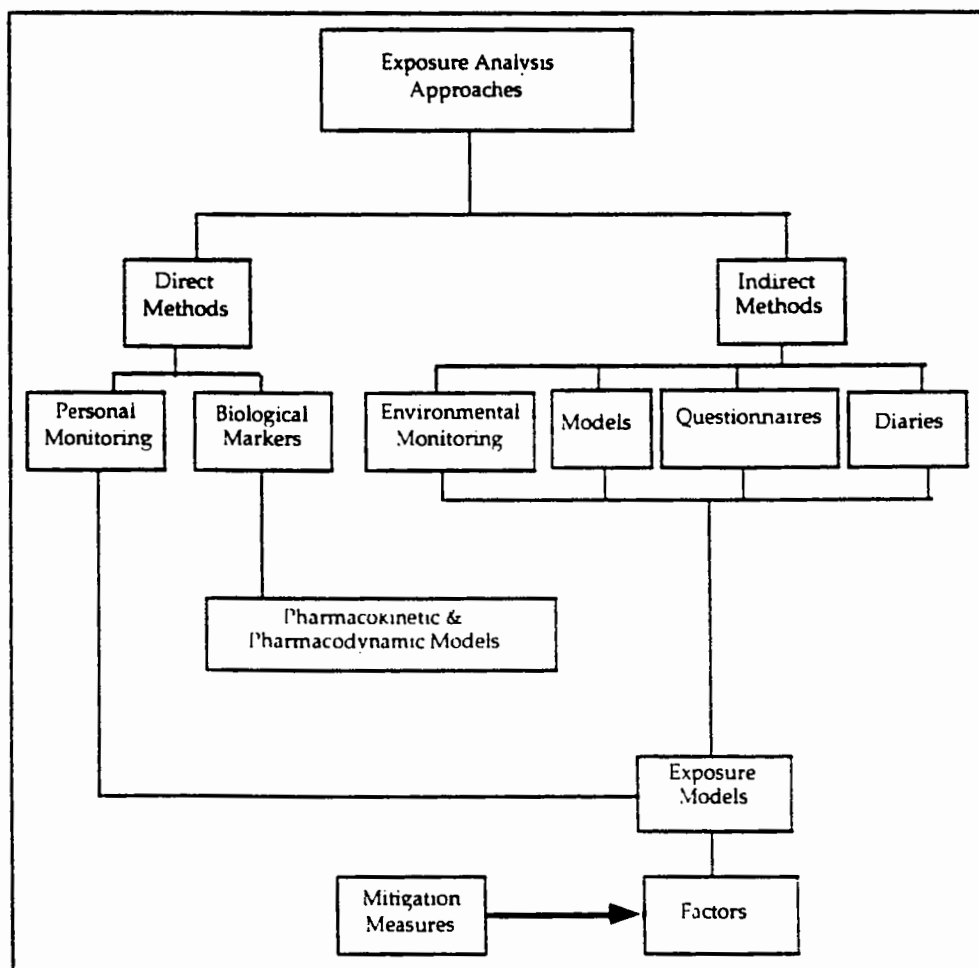 Exposure Analysis
Approaches
Direct
Methods
Indirect
Methods
Personal
Monitoring
Biological
Markers
Environmental
Monitoring
Models
Questionnaires
Diaries
Pharmacokinetic &
Pharmacodynamic Models
Exposure
Models
Mitigation
Measures
Factors